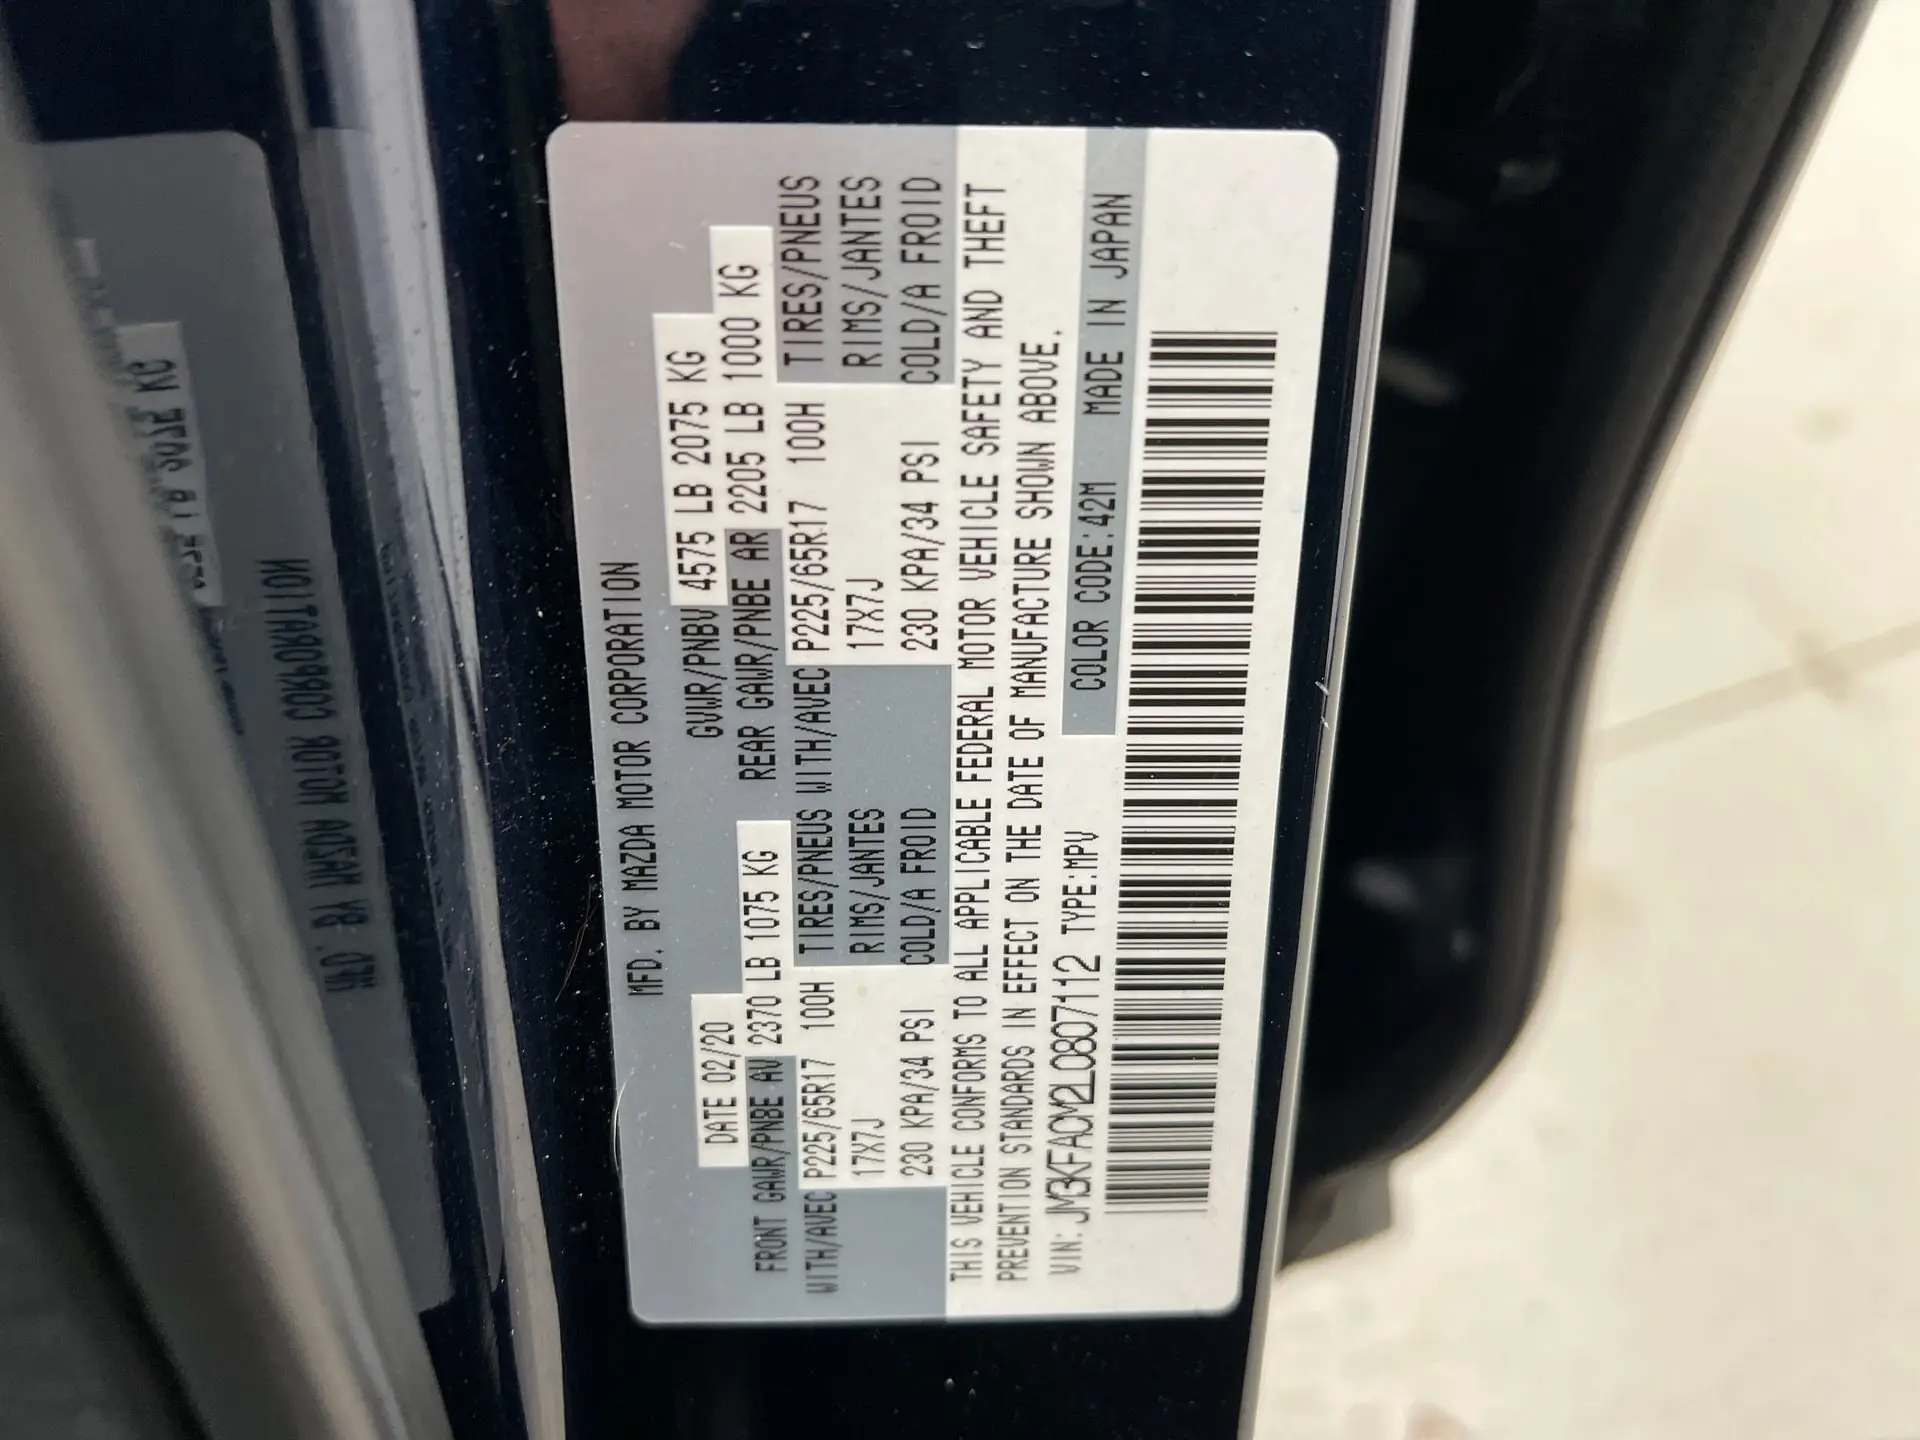 MFD. BY MAZDA MOTOR CORPORATION
DATE 02/20 GVWR/PNBV 4575 LB 2075 KG
FRONT GAWR/PNBE AV 2370 LB 1075 KG REAR GAWR/PNBE AR 2205 LB 1000 KG
WITH/AVEC P225/65R17 100H TIRES/PNEUS WITH/AVEC P225/65R17 100H TIRES/PNEUS
17X7J RIMS/JANTES 17X7J RIMS/JANTES
230 KPA/34 PSI COLD/A FROID 230 KPA/34 PSI COLD/A FROID
THIS VEHICLE CONFORMS TO ALL APPLICABLE FEDERAL MOTOR VEHICLE SAFETY AND THEFT
PREVENTION STANDARDS IN EFFECT ON THE DATE OF MANUFACTURE SHOWN ABOVE.
VIN: JM3KFACM2L0807112 TYPE:MPV COLOR CODE:42M MADE IN JAPAN